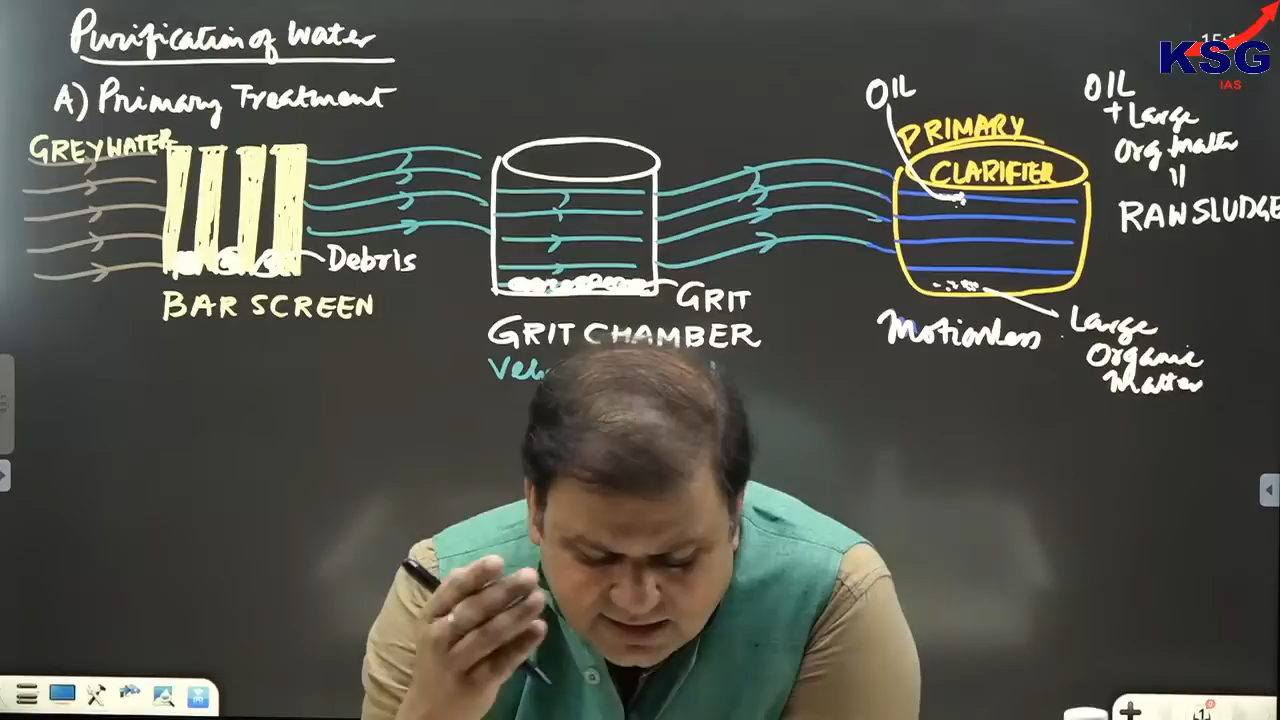 Purification of Water
A) Primary Treatment
GREYWATER
Debris
BAR SCREEN
GRIT
GRIT CHAMBER
OIL
PRIMARY
CLARIFIER
Motionless
Large
Organic
Matter
OIL
+ Large
Org Matter
=
RAW SLUDGE
KSG
IAS